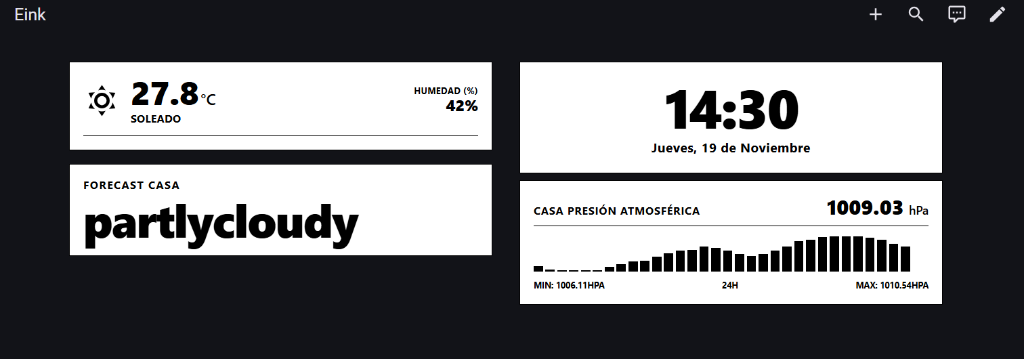 Eink
27.8°C
SOLEADO
HUMEDAD (%)
42%
FORECAST CASA
partlycloudy
14:30
Jueves, 19 de Noviembre
CASA PRESIÓN ATMOSFÉRICA
1009.03 hPa
MIN: 1006.11HPA
24H
MAX: 1010.54HPA